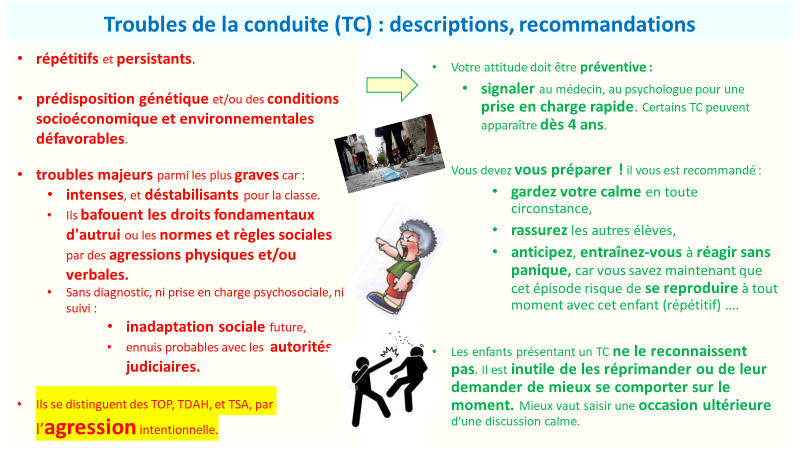 Troubles de la conduite (TC) : descriptions, recommandations
• répétitifs et persistants.
• prédisposition génétique et/ou des conditions
socioéconomique et environnementales
défavorables.
• troubles majeurs parmi les plus graves car :
• intenses, et déstabilisants pour la classe.
• Ils bafouent les droits fondamentaux
d'autrui ou les normes et règles sociales
par des agressions physiques et/ou
verbales.
• Sans diagnostic, ni prise en charge psychosociale, ni
suivi :
• inadaptation sociale future,
• ennuis probables avec les autorités
judiciaires.
• Ils se distinguent des TOP, TDAH, et TSA, par
l'agression intentionnelle.
• Votre attitude doit être préventive :
• signaler au médecin, au psychologue pour une
prise en charge rapide. Certains TC peuvent
apparaître dès 4 ans.
Vous devez vous préparer ! il vous est recommandé :
• gardez votre calme en toute
circonstance,
• rassurez les autres élèves,
• anticipez, entraînez-vous à réagir sans
panique, car vous savez maintenant que
cet épisode risque de se reproduire à tout
moment avec cet enfant (répétitif) ....
• Les enfants présentant un TC ne le reconnaissent
pas. Il est inutile de les réprimander ou de leur
demander de mieux se comporter sur le
moment. Mieux vaut saisir une occasion ultérieure
d'une discussion calme.